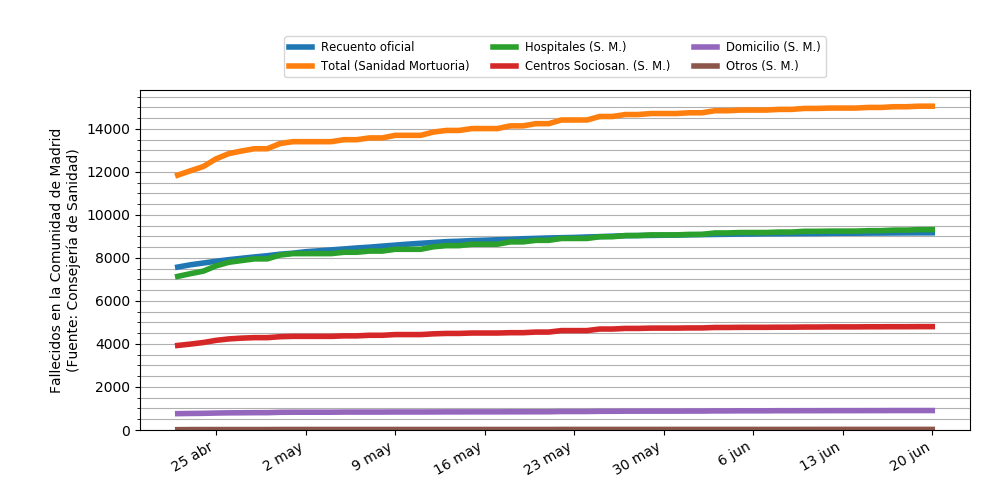 Recuento oficial
Total (Sanidad Mortuoria)
Hospitales (S. M.)
Centros Sociosan. (S. M.)
Domicilio (S. M.)
Otros (S. M.)
Fallecidos en la Comunidad de Madrid
(Fuente: Consejería de Sanidad)
14000
12000
10000
8000
6000
4000
2000
0
25 abr
2 may
9 may
16 may
23 may
30 may
6 jun
13 jun
20 jun